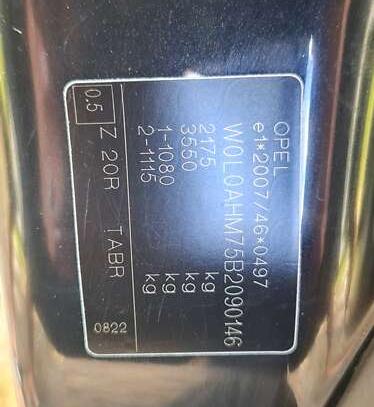 OPEL
e1*2007/46*0497
W0L0AHM75B2090146
2175 kg
3550 kg
1-1080 kg
2-1115 kg
0.5 Z 20R TABR
0822